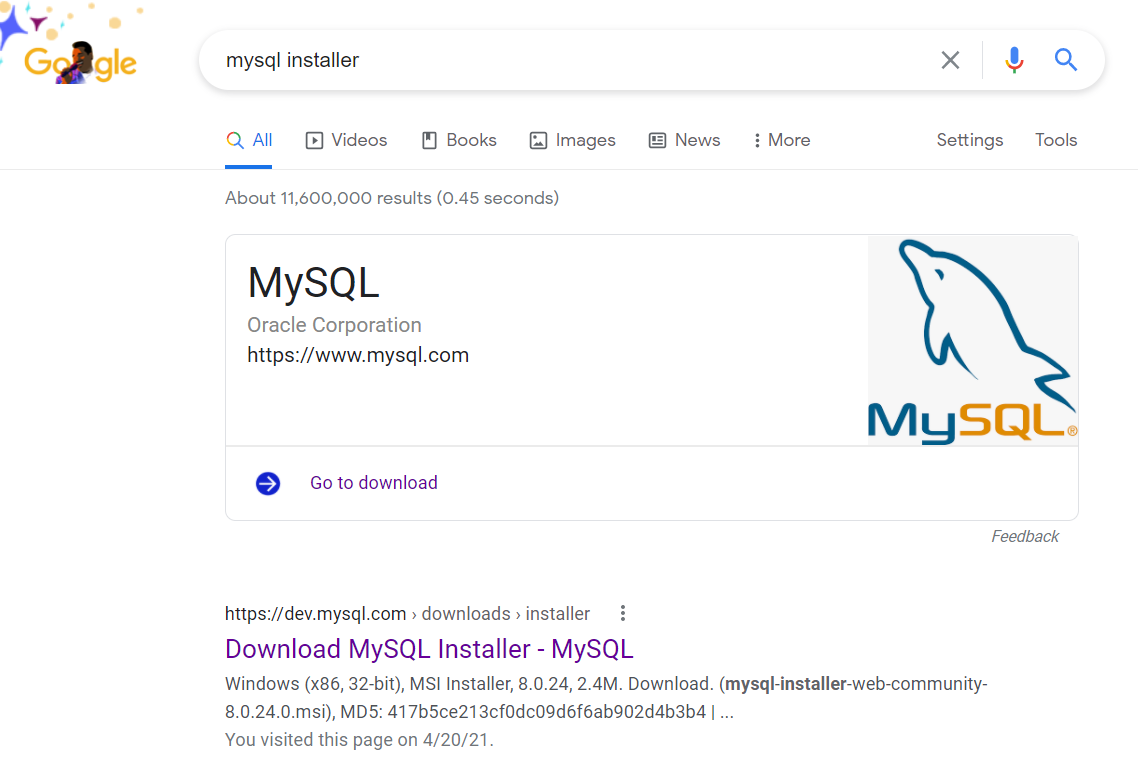 Google
mysql installer
All Videos Books Images News More Settings Tools
About 11,600,000 results (0.45 seconds)
MySQL
Oracle Corporation
https://www.mysql.com
MySQL®
Go to download
Feedback
https://dev.mysql.com › downloads › installer
Download MySQL Installer - MySQL
Windows (x86, 32-bit), MSI Installer, 8.0.24, 2.4M. Download. (mysql-installer-web-community-
8.0.24.0.msi), MD5: 417b5ce213cf0dc09d6f6ab902d4b3b4 | ...
You visited this page on 4/20/21.